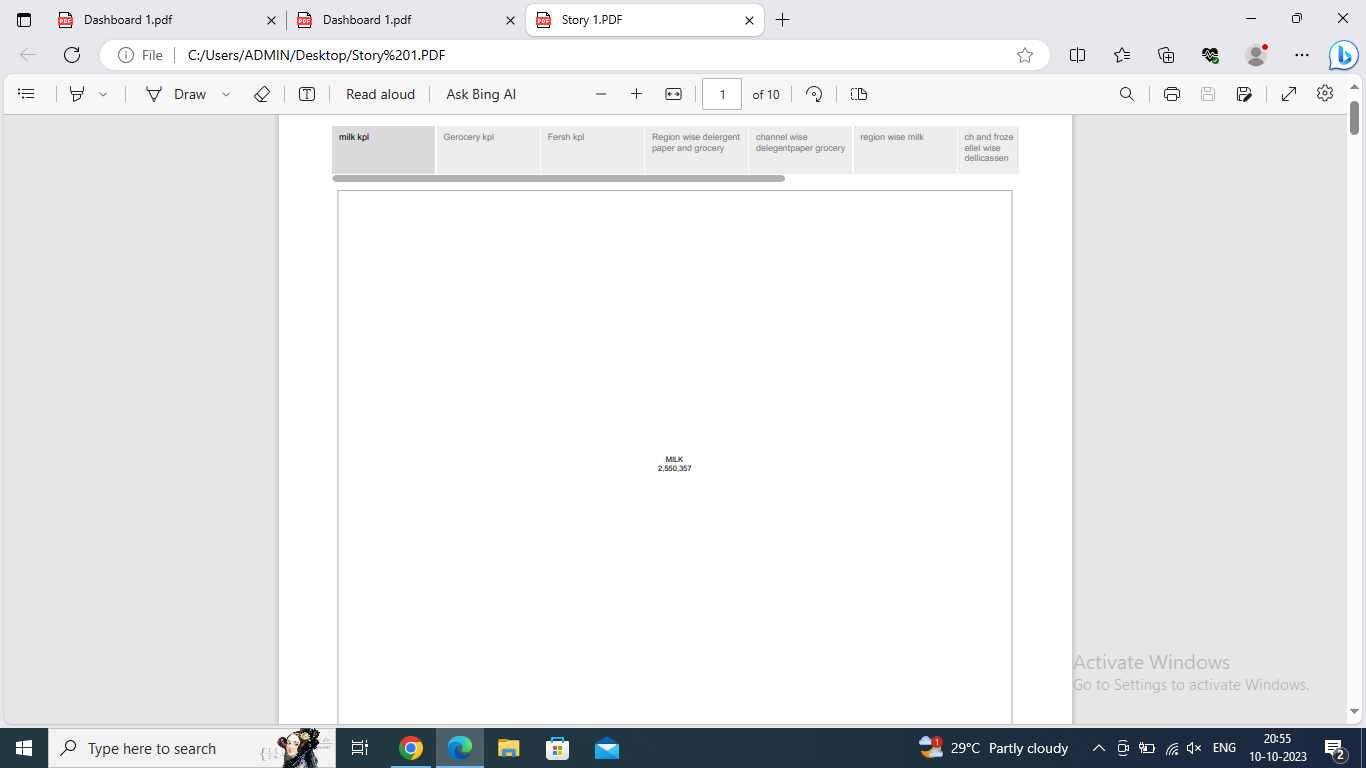 Dashboard 1.pdf
Dashboard 1.pdf
Story 1.PDF
File
C:/Users/ADMIN/Desktop/Story%201.PDF
Draw
Read aloud
Ask Bing AI
1
of 10
milk kpl
Gerocery kpl
Fersh kpl
Region wise delergent
paper and grocery
channel wise
delegentpaper grocery
region wise milk
ch and froze
ellel wise
dellicassen
MILK
2,550,357
Activate Windows
Go to Settings to activate Windows.
Type here to search
1
29°C Partly cloudy
ENG
20:55
10-10-2023
2